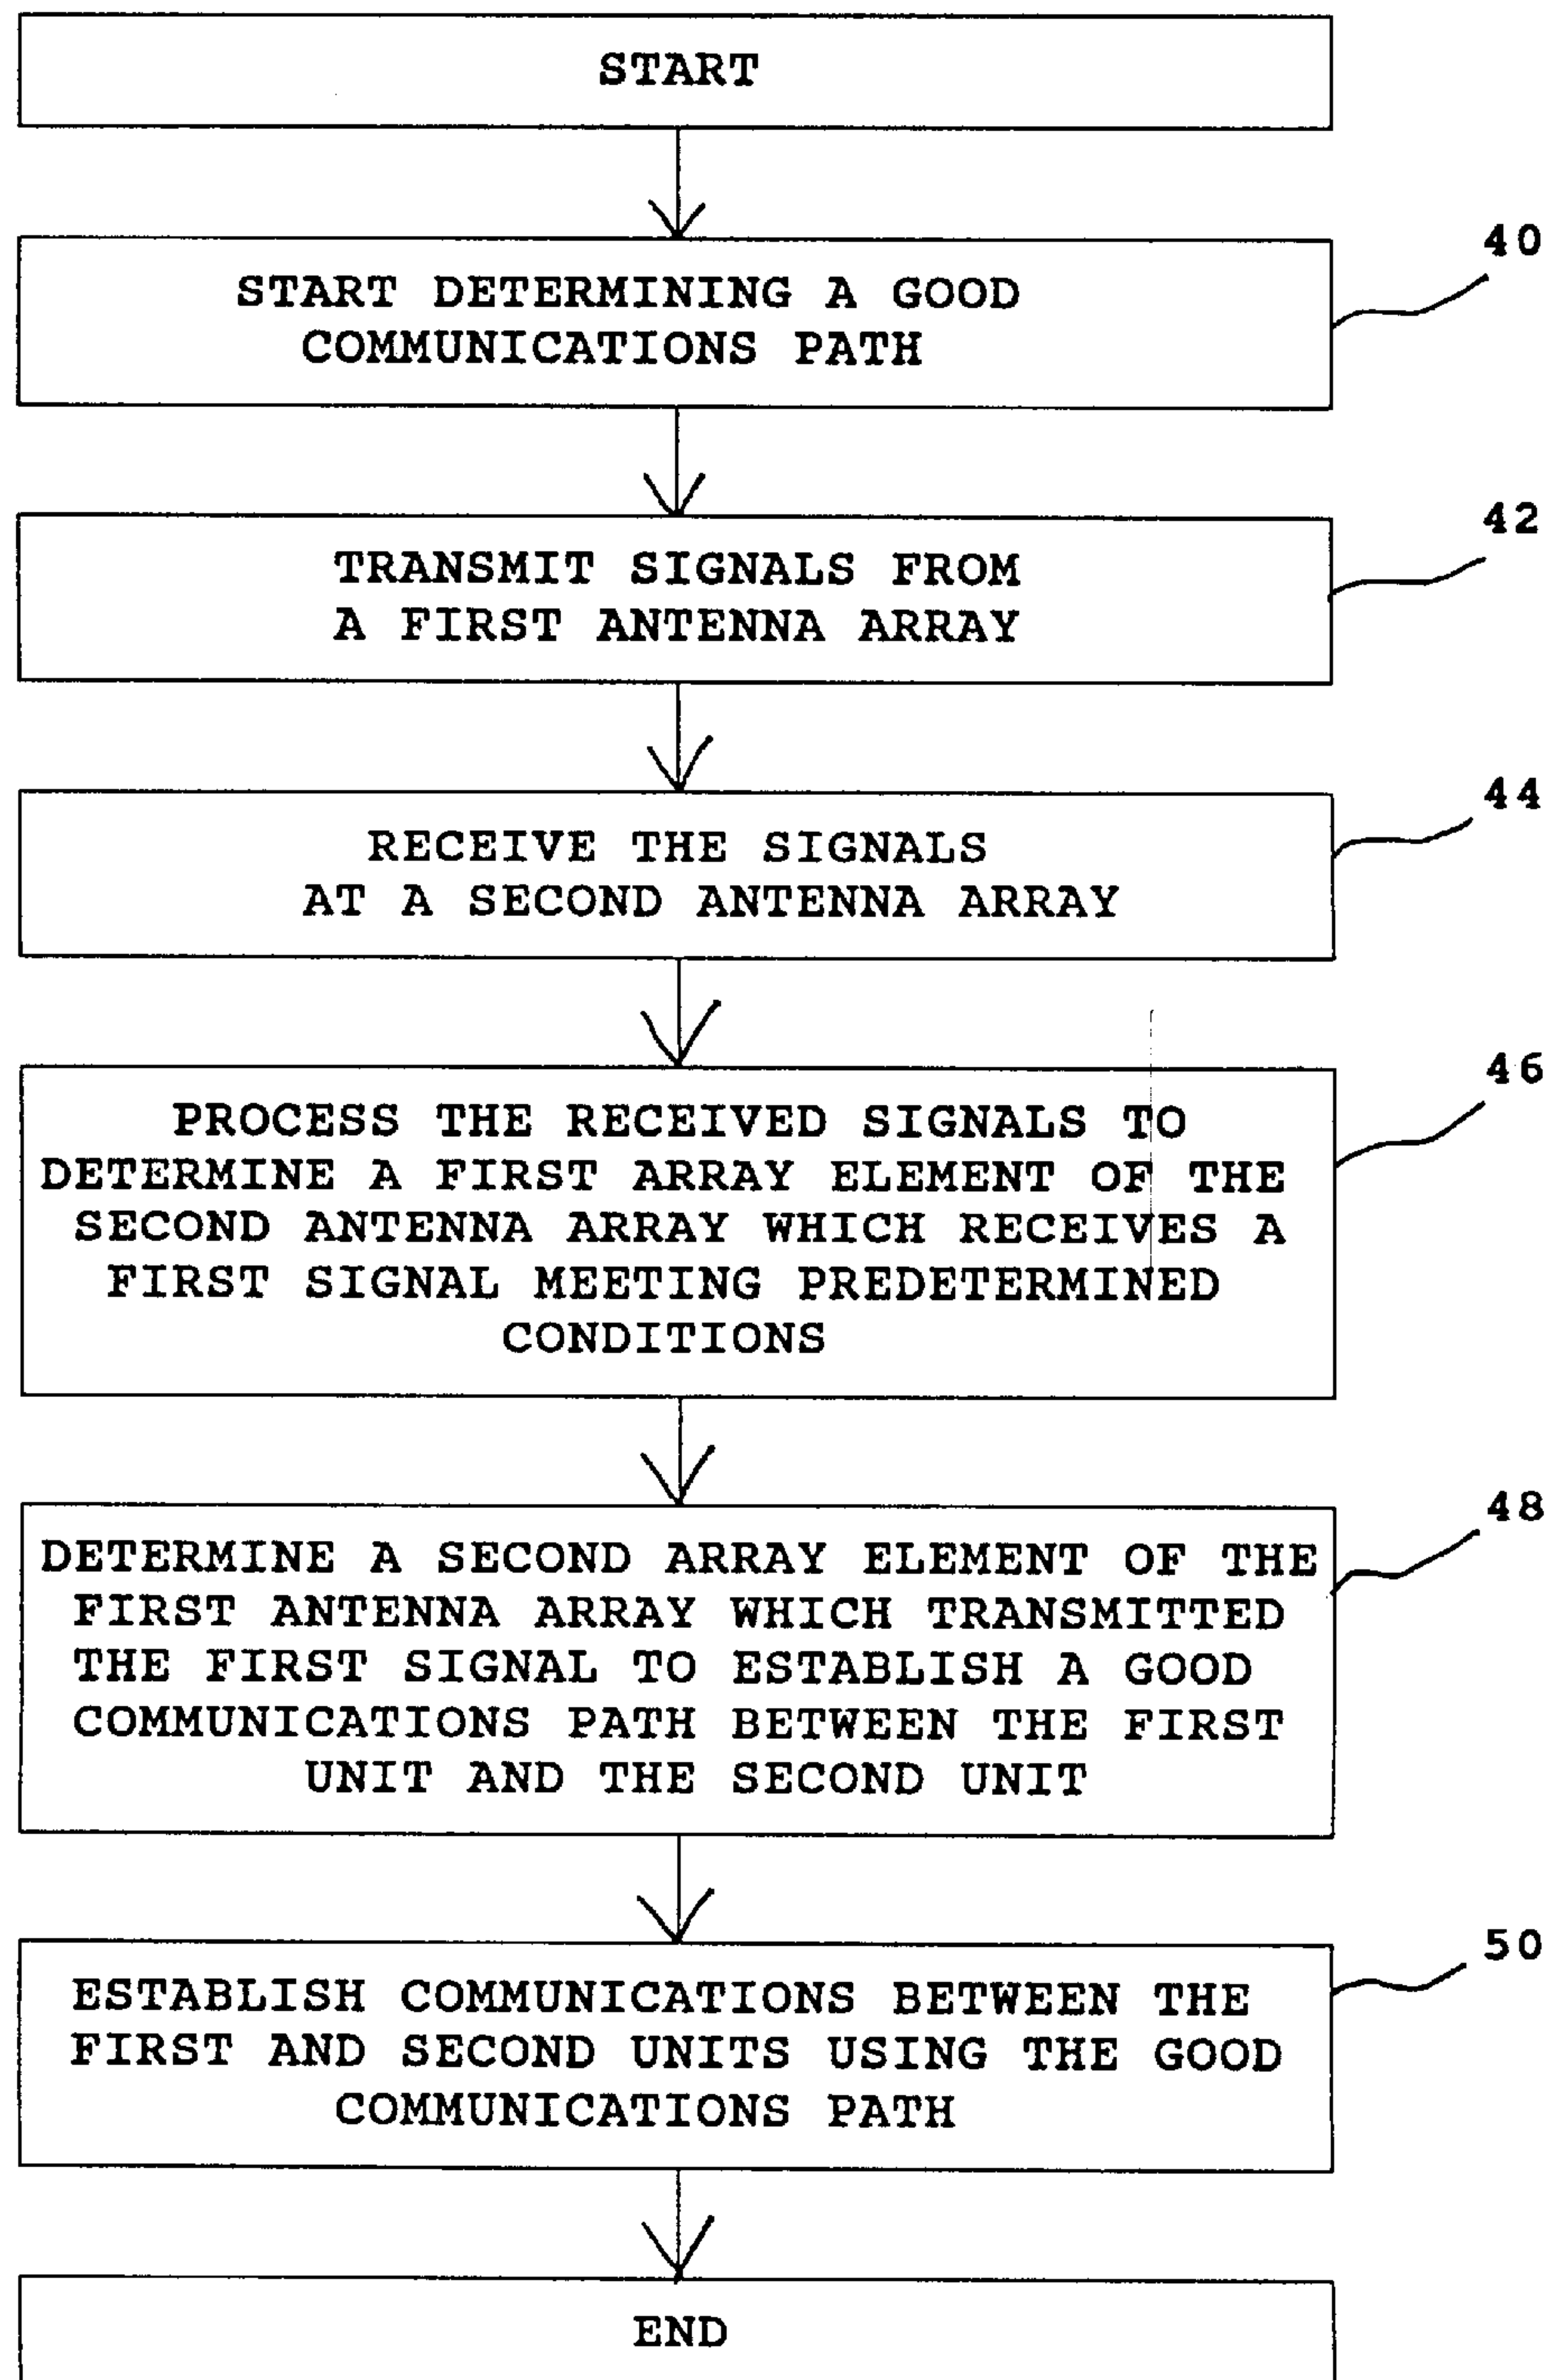 START
40
START DETERMINING A GOOD
COMMUNICATIONS PATH
42
TRANSMIT SIGNALS FROM
A FIRST ANTENNA ARRAY
44
RECEIVE THE SIGNALS
AT A SECOND ANTENNA ARRAY
46
PROCESS THE RECEIVED SIGNALS TO
DETERMINE A FIRST ARRAY ELEMENT OF THE
SECOND ANTENNA ARRAY WHICH RECEIVES A
FIRST SIGNAL MEETING PREDETERMINED
CONDITIONS
48
DETERMINE A SECOND ARRAY ELEMENT OF THE
FIRST ANTENNA ARRAY WHICH TRANSMITTED
THE FIRST SIGNAL TO ESTABLISH A GOOD
COMMUNICATIONS PATH BETWEEN THE FIRST
UNIT AND THE SECOND UNIT
50
ESTABLISH COMMUNICATIONS BETWEEN THE
FIRST AND SECOND UNITS USING THE GOOD
COMMUNICATIONS PATH
END